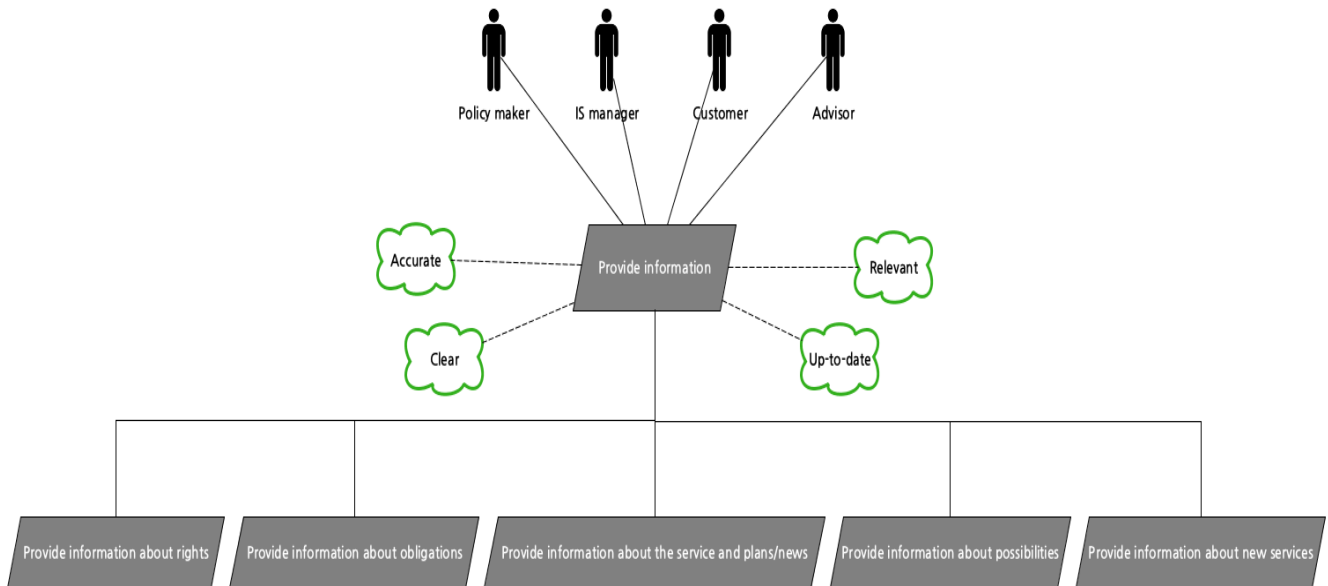 Policy maker
IS manager
Customer
Advisor
Accurate
Provide information
Relevant
Clear
Up-to-date
Provide information about rights
Provide information about obligations
Provide information about the service and plans/news
Provide information about possibilities
Provide information about new services